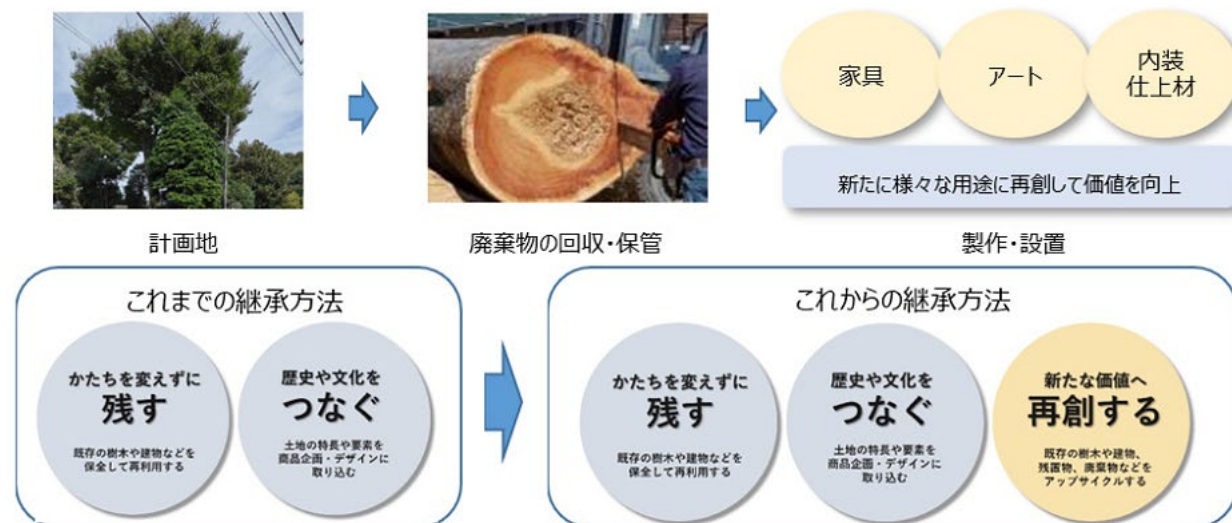 家具
アート
内装
仕上材
新たに様々な用途に再創して価値を向上
計画地
廃棄物の回収・保管
製作・設置
これまでの継承方法
かたちを変えずに
残す
既存の樹木や建物などを
保全して再利用する
歴史や文化を
つなぐ
土地の特長や要素を
商品企画・デザインに
取り込む
これからの継承方法
かたちを変えずに
残す
既存の樹木や建物などを
保全して再利用する
歴史や文化を
つなぐ
土地の特長や要素を
商品企画・デザインに
取り込む
新たな価値へ
再創する
既存の樹木や建物、
残置物、廃棄物などを
アップサイクルする